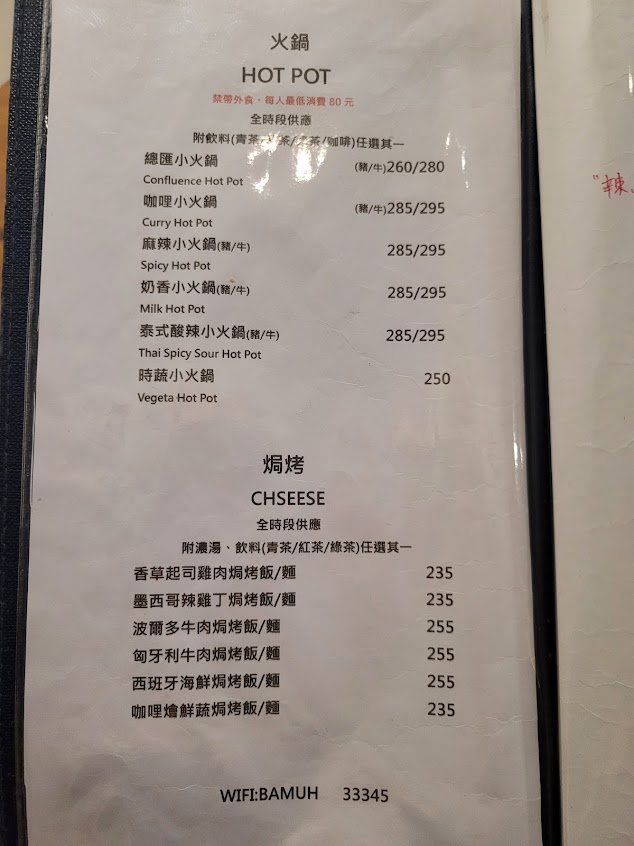 火鍋
HOT POT
禁帶外食,每人最低消費 80 元
全時段供應
附飲料(青茶/ 茶/ 茶/咖啡)任選其一
總匯小火鍋 (豬/牛)260/280
Confluence Hot Pot
咖哩小火鍋 (豬/牛)285/295
Curry Hot Pot
麻辣小火鍋(豬/牛) 285/295
Spicy Hot Pot
奶香小火鍋(豬/牛) 285/295
Milk Hot Pot
泰式酸辣小火鍋(豬/牛) 285/295
Thai Spicy Sour Hot Pot
時蔬小火鍋 250
Vegeta Hot Pot
焗烤
CHSEESE
全時段供應
附濃湯、飲料(青茶/紅茶/綠茶)任選其一
香草起司雞肉焗烤飯/麵 235
墨西哥辣雞丁焗烤飯/麵 235
波爾多牛肉焗烤飯/麵 255
匈牙利牛肉焗烤飯/麵 255
西班牙海鮮焗烤飯/麵 255
咖哩燴鮮蔬焗烤飯/麵 235
WIFI:BAMUH 33345
"辣